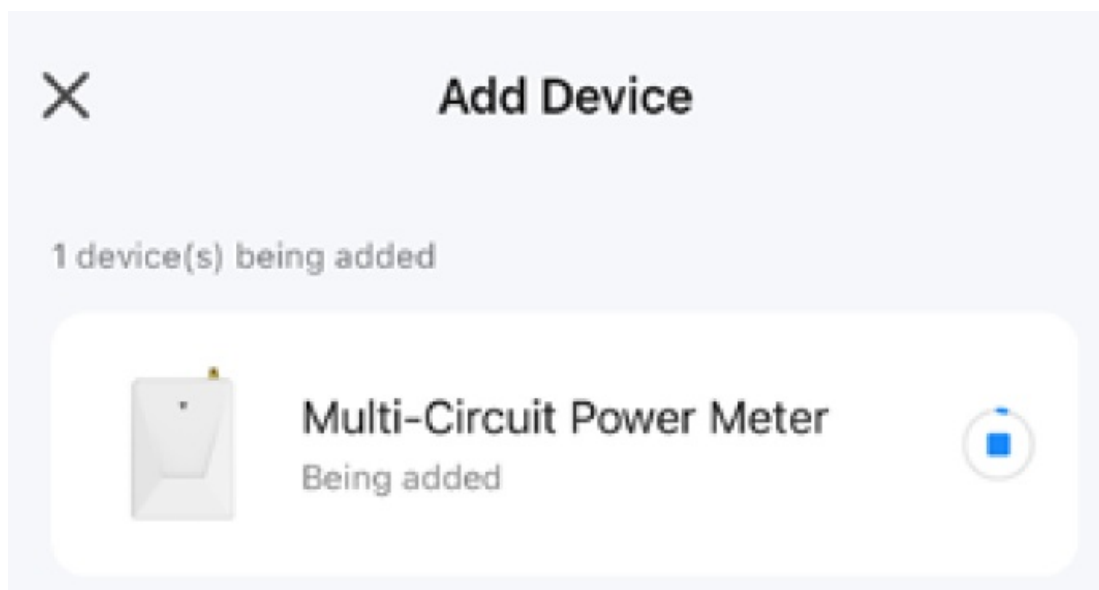 Add Device
1 device(s) being added
Multi-Circuit Power Meter
Being added